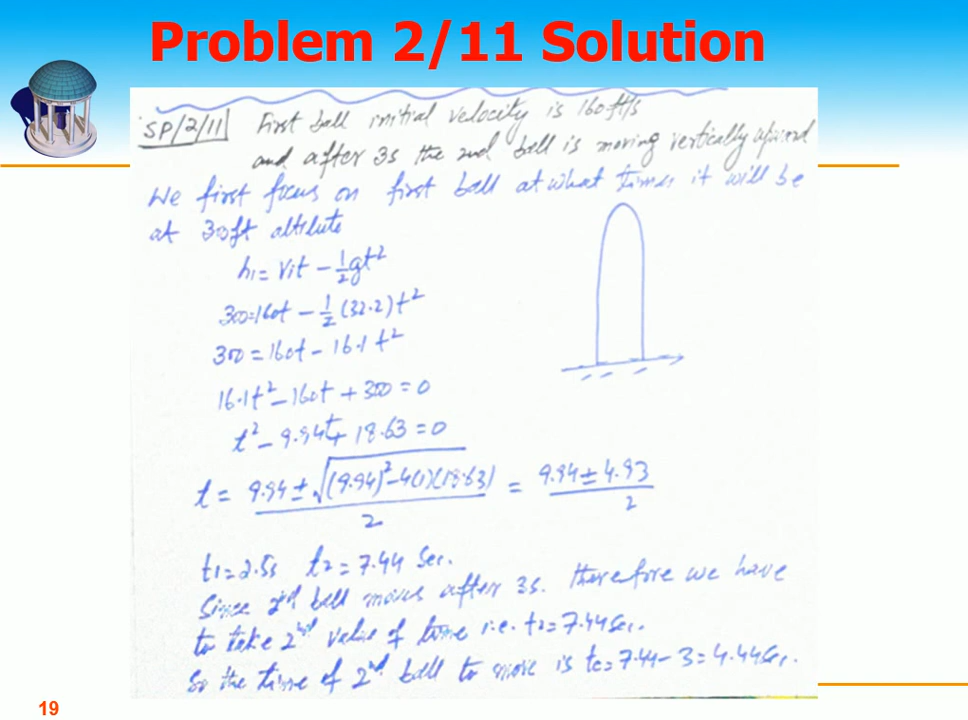 Problem 2/11 Solution
SP/2/11 First ball initial velocity is 160 ft/s
and after 3s the 2nd ball is moving vertically upward
We first focus on first ball at what times it will be
at 300ft altitute
h₁ = V₁t - 1/2 gt²
300=160t - 1/2 (32.2)t²
300 = 160t - 16.1 t²
16.1t² - 160t + 300 = 0
t² - 9.94t + 18.63 = 0
t = (9.94 ± √((9.94)² - 4(1)(18.63))) / 2 = (9.94 ± 4.93) / 2
t₁=2.5s t₂ = 7.44 Sec.
Since 2nd ball moves after 3s. therefore we have
to take 2nd value of time i.e. t₂=7.44 Sec.
So the time of 2nd ball to move is t₂=7.44-3=4.44 Sec.
19